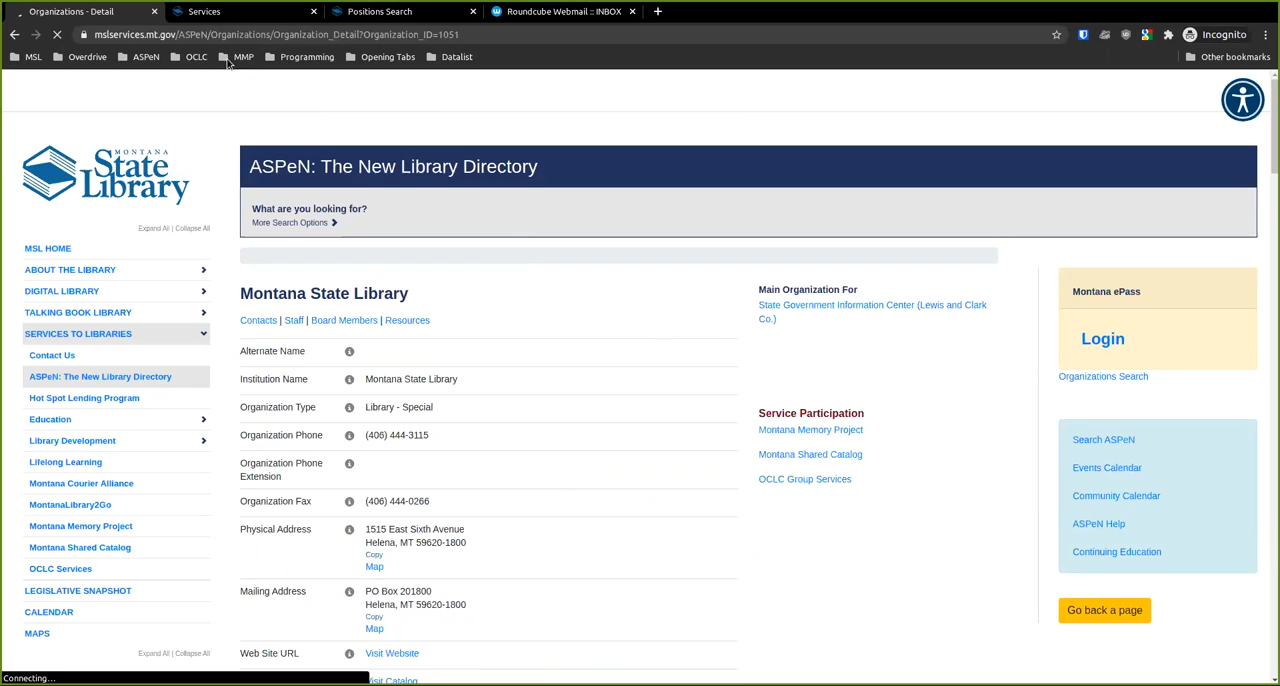 Organizations - Detail
Services
Positions Search
Roundcube Webmail :: INBOX
mslservices.mt.gov/ASPeN/Organizations/Organization_Detail?Organization_ID=1051
Incognito
MSL
Overdrive
ASPeN
OCLC
MMP
Programming
Opening Tabs
Datalist
Other bookmarks
MONTANA
State
Library
Expand All | Collapse All
MSL HOME
ABOUT THE LIBRARY
DIGITAL LIBRARY
TALKING BOOK LIBRARY
SERVICES TO LIBRARIES
Contact Us
ASPeN: The New Library Directory
Hot Spot Lending Program
Education
Library Development
Lifelong Learning
Montana Courier Alliance
MontanaLibrary2Go
Montana Memory Project
Montana Shared Catalog
OCLC Services
LEGISLATIVE SNAPSHOT
CALENDAR
MAPS
Expand All | Collapse All
ASPeN: The New Library Directory
What are you looking for?
More Search Options
Montana State Library
Contacts | Staff | Board Members | Resources
Alternate Name
Institution Name Montana State Library
Organization Type Library - Special
Organization Phone (406) 444-3115
Organization Phone
Extension
Organization Fax (406) 444-0266
Physical Address 1515 East Sixth Avenue
Helena, MT 59620-1800
Copy
Map
Mailing Address PO Box 201800
Helena, MT 59620-1800
Copy
Map
Web Site URL Visit Website
Visit Catalog
Main Organization For
State Government Information Center (Lewis and Clark
Co.)
Service Participation
Montana Memory Project
Montana Shared Catalog
OCLC Group Services
Montana ePass
Login
Organizations Search
Search ASPeN
Events Calendar
Community Calendar
ASPeN Help
Continuing Education
Go back a page
Connecting...